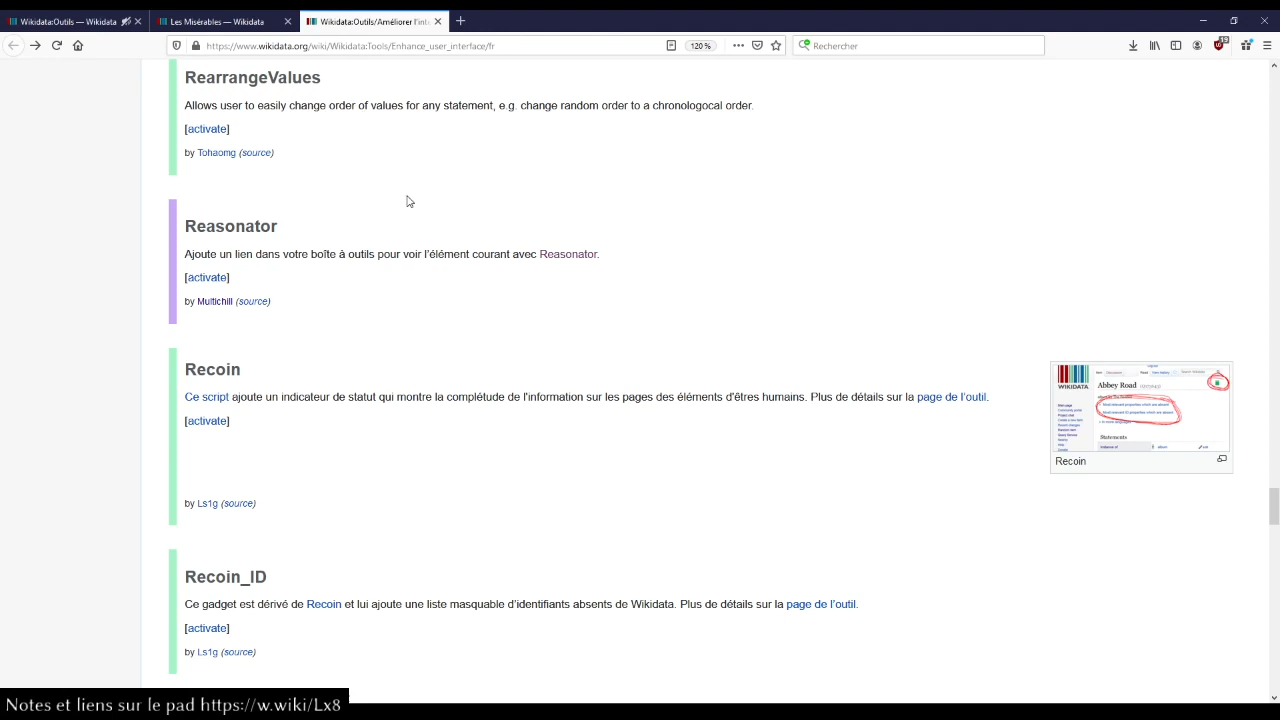 Wikidata:Outils — Wikidata
Les Misérables — Wikidata
Wikidata:Outils/Améliorer l'inte
https://www.wikidata.org/wiki/Wikidata:Tools/Enhance_user_interface/fr
120 %
Rechercher
RearrangeValues
Allows user to easily change order of values for any statement, e.g. change random order to a chronologocal order.
[activate]
by Tohaomg (source)
Reasonator
Ajoute un lien dans votre boîte à outils pour voir l'élément courant avec Reasonator.
[activate]
by Multichill (source)
Recoin
Ce script ajoute un indicateur de statut qui montre la complétude de l'information sur les pages des éléments d'êtres humains. Plus de détails sur la page de l'outil.
[activate]
WIKIDATA
Abbey Road
Statements
Recoin
by Ls1g (source)
Recoin_ID
Ce gadget est dérivé de Recoin et lui ajoute une liste masquable d'identifiants absents de Wikidata. Plus de détails sur la page de l'outil.
[activate]
by Ls1g (source)
Notes et liens sur le pad https://w.wiki/Lx8